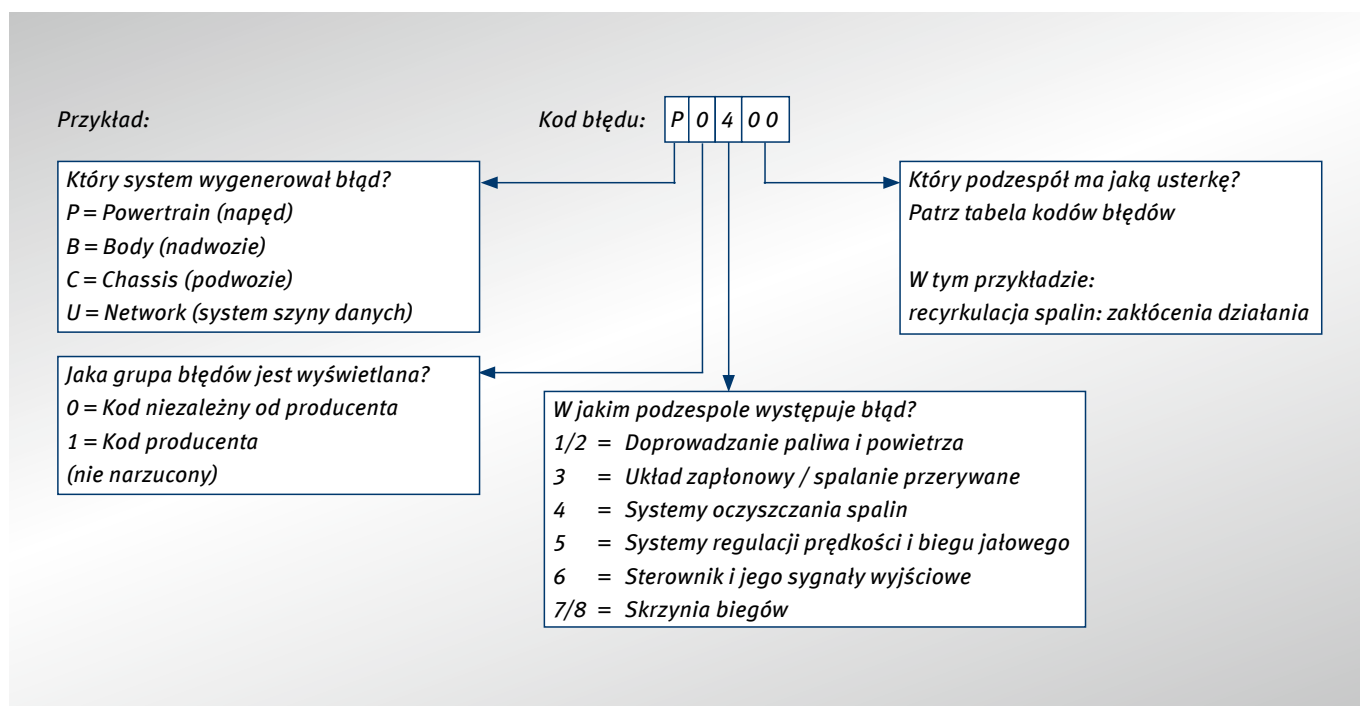 Przykład:
Kod błędu: P 0 4 0 0
Który system wygenerował błąd?
P = Powertrain (napęd)
B = Body (nadwozie)
C = Chassis (podwozie)
U = Network (system szyny danych)
Który podzespół ma jaką usterkę?
Patrz tabela kodów błędów
W tym przykładzie:
recyrkulacja spalin: zakłócenia działania
Jaka grupa błędów jest wyświetlana?
0 = Kod niezależny od producenta
1 = Kod producenta
(nie narzucony)
W jakim podzespole występuje błąd?
1/2 = Doprowadzanie paliwa i powietrza
3 = Układ zapłonowy / spalanie przerywane
4 = Systemy oczyszczania spalin
5 = Systemy regulacji prędkości i biegu jałowego
6 = Sterownik i jego sygnały wyjściowe
7/8 = Skrzynia biegów